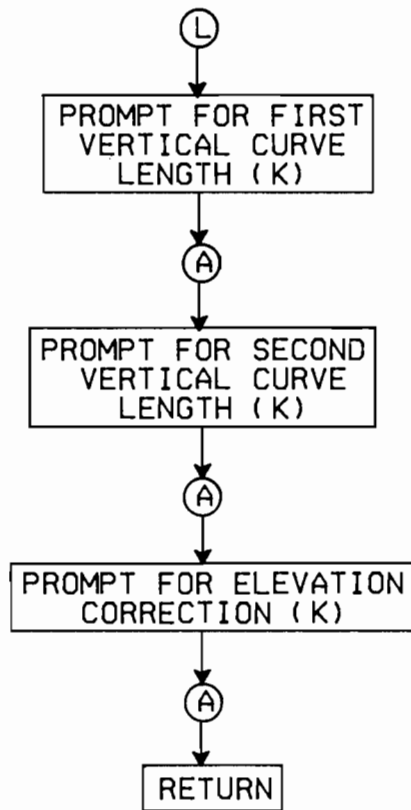 L
PROMPT FOR FIRST
VERTICAL CURVE
LENGTH (K)
A
PROMPT FOR SECOND
VERTICAL CURVE
LENGTH (K)
A
PROMPT FOR ELEVATION
CORRECTION (K)
A
RETURN